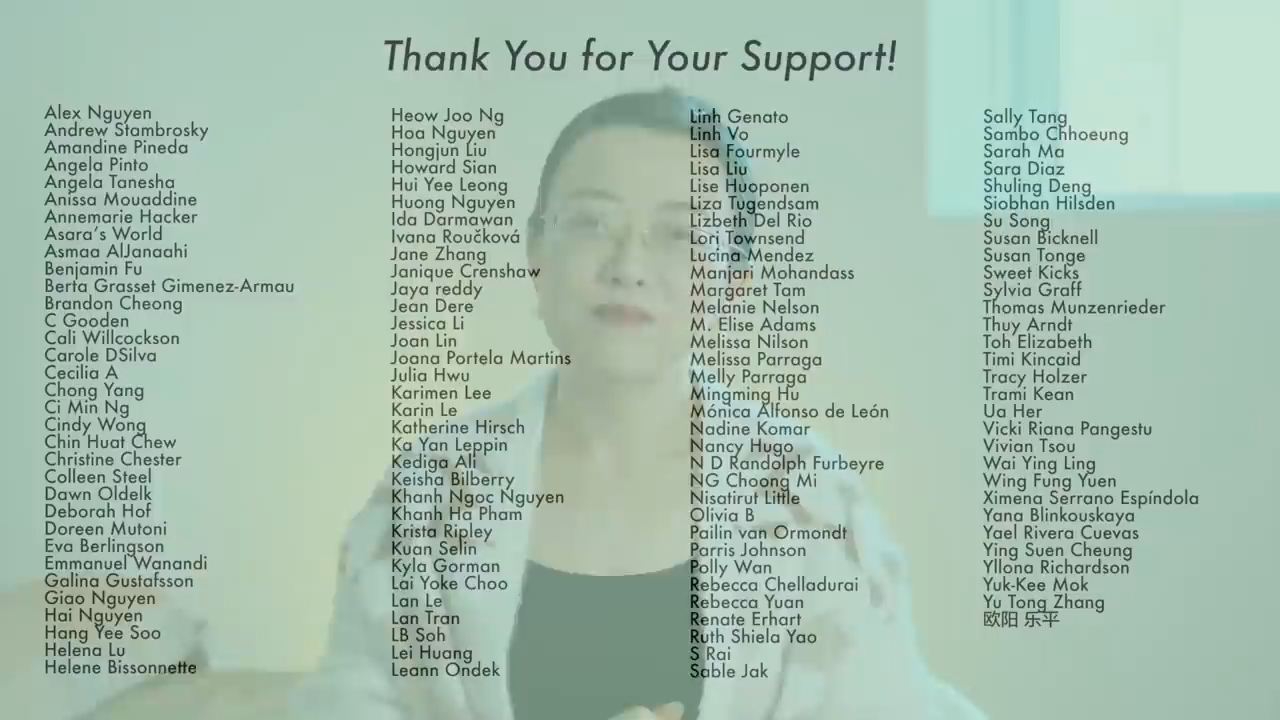 Thank You for Your Support!
Alex Nguyen
Andrew Stambrosky
Amandine Pineda
Angela Pinto
Angela Tanesha
Anissa Mouaddine
Annemarie Hacker
Asara's World
Asmaa AlJanaahi
Benjamin Fu
Berta Grasset Gimenez-Armau
Brandon Cheong
C Gooden
Cali Willcockson
Carole DSilva
Cecilia A
Chong Yang
Ci Min Ng
Cindy Wong
Chin Huat Chew
Christine Chester
Colleen Steel
Dawn Oldelk
Deborah Hof
Doreen Mutoni
Eva Berlingson
Emmanuel Wanandi
Galina Gustafsson
Giao Nguyen
Hai Nguyen
Hang Yee Soo
Helena Lu
Helene Bissonnette
Heow Joo Ng
Hoa Nguyen
Hongjun Liu
Howard Sian
Hui Yee Leong
Huong Nguyen
Ida Darmawan
Ivana Roučková
Jane Zhang
Janique Crenshaw
Jaya reddy
Jean Dere
Jessica Li
Joan Lin
Joana Portela Martins
Julia Hwu
Karimen Lee
Karin Le
Katherine Hirsch
Ka Yan Leppin
Kediga Ali
Keisha Bilberry
Khanh Ngoc Nguyen
Khanh Ha Pham
Krista Ripley
Kuan Selin
Kyla Gorman
Lai Yoke Choo
Lan Le
Lan Tran
LB Soh
Lei Huang
Leann Ondek
Linh Genato
Linh Vo
Lisa Fourmyle
Lisa Liu
Lise Huoponen
Liza Tugendsam
Lizbeth Del Rio
Lori Townsend
Lucina Mendez
Manjari Mohandass
Margaret Tam
Melanie Nelson
M. Elise Adams
Melissa Nilson
Melissa Parraga
Melly Parraga
Mingming Hu
Mónica Alfonso de León
Nadine Komar
Nancy Hugo
N D Randolph Furbeyre
NG Choong Mi
Nisatirut Little
Olivia B
Pailin van Ormondt
Parris Johnson
Polly Wan
Rebecca Chelladurai
Rebecca Yuan
Renate Erhart
Ruth Shiela Yao
S Rai
Sable Jak
Sally Tang
Sambo Chhoeung
Sarah Ma
Sara Diaz
Shuling Deng
Siobhan Hilsden
Su Song
Susan Bicknell
Susan Tonge
Sweet Kicks
Sylvia Graff
Thomas Munzenrieder
Thuy Arndt
Toh Elizabeth
Timi Kincaid
Tracy Holzer
Trami Kean
Ua Her
Vicki Riana Pangestu
Vivian Tsou
Wai Ying Ling
Wing Fung Yuen
Ximena Serrano Espíndola
Yana Blinkouskaya
Yael Rivera Cuevas
Ying Suen Cheung
Yllona Richardson
Yuk-Kee Mok
Yu Tong Zhang
欧阳 乐平